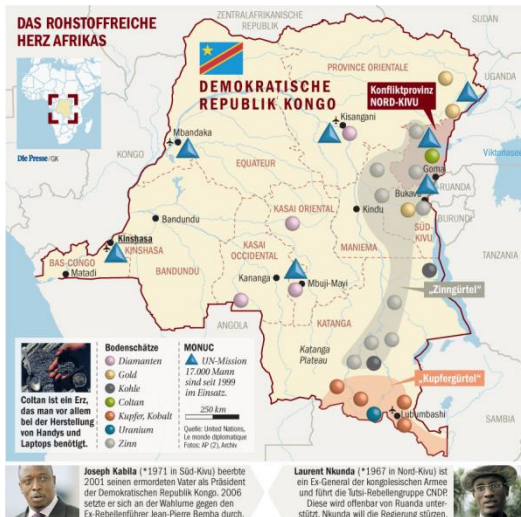 DAS ROHSTOFFREICHE
HERZ AFRIKAS
Die Presse/GK
ZENTRALAFRIKANISCHE
REPUBLIK
SUDAN
DEMOKRATISCHE
REPUBLIK KONGO
PROVINCE ORIENTALE
Konfliktprovinz
NORD-KIVU
UGANDA
Kisangani
Mbandaka
KONGO
EQUATEUR
Viktoriasee
Goma
RUANDA
Bukavu
BURUNDI
KASAI ORIENTAL
Kindu
SÜD-
KIVU
Bandundu
MANIEMA
KASAI
OCCIDENTAL
TANZANIA
Kinshasa
KINSHASA
BAS-CONGO
Matadi
BANDUNDU
Kananga
Mbuji-Mayi
„Zinngürtel“
ANGOLA
KATANGA
Katanga
Plateau
„Kupfergürtel“
Lubumbashi
SAMBIA
Coltan ist ein Erz,
das man vor allem
bei der Herstellung
von Handys und
Laptops benötigt.
Bodenschätze
Diamanten
Gold
Kohle
Coltan
Kupfer, Kobalt
Uranium
Zinn
MONUC
UN-Mission
17.000 Mann
sind seit 1999
im Einsatz.
250 km
Quelle: United Nations,
Le monde diplomatique
Fotos: AP (2), Archiv
Joseph Kabila (*1971 in Süd-Kivu) beerbte
2001 seinen ermordeten Vater als Präsident
der Demokratischen Republik Kongo. 2006
setzte er sich an der Wahlurne gegen den
Ex-Rebellenführer Jean-Pierre Bemba durch.
Laurent Nkunda (*1967 in Nord-Kivu) ist
ein Ex-General der kongolesischen Armee
und führt die Tutsi-Rebellengruppe CNDP.
Diese wird offenbar von Ruanda unter-
stützt. Nkunda will die Regierung stürzen.